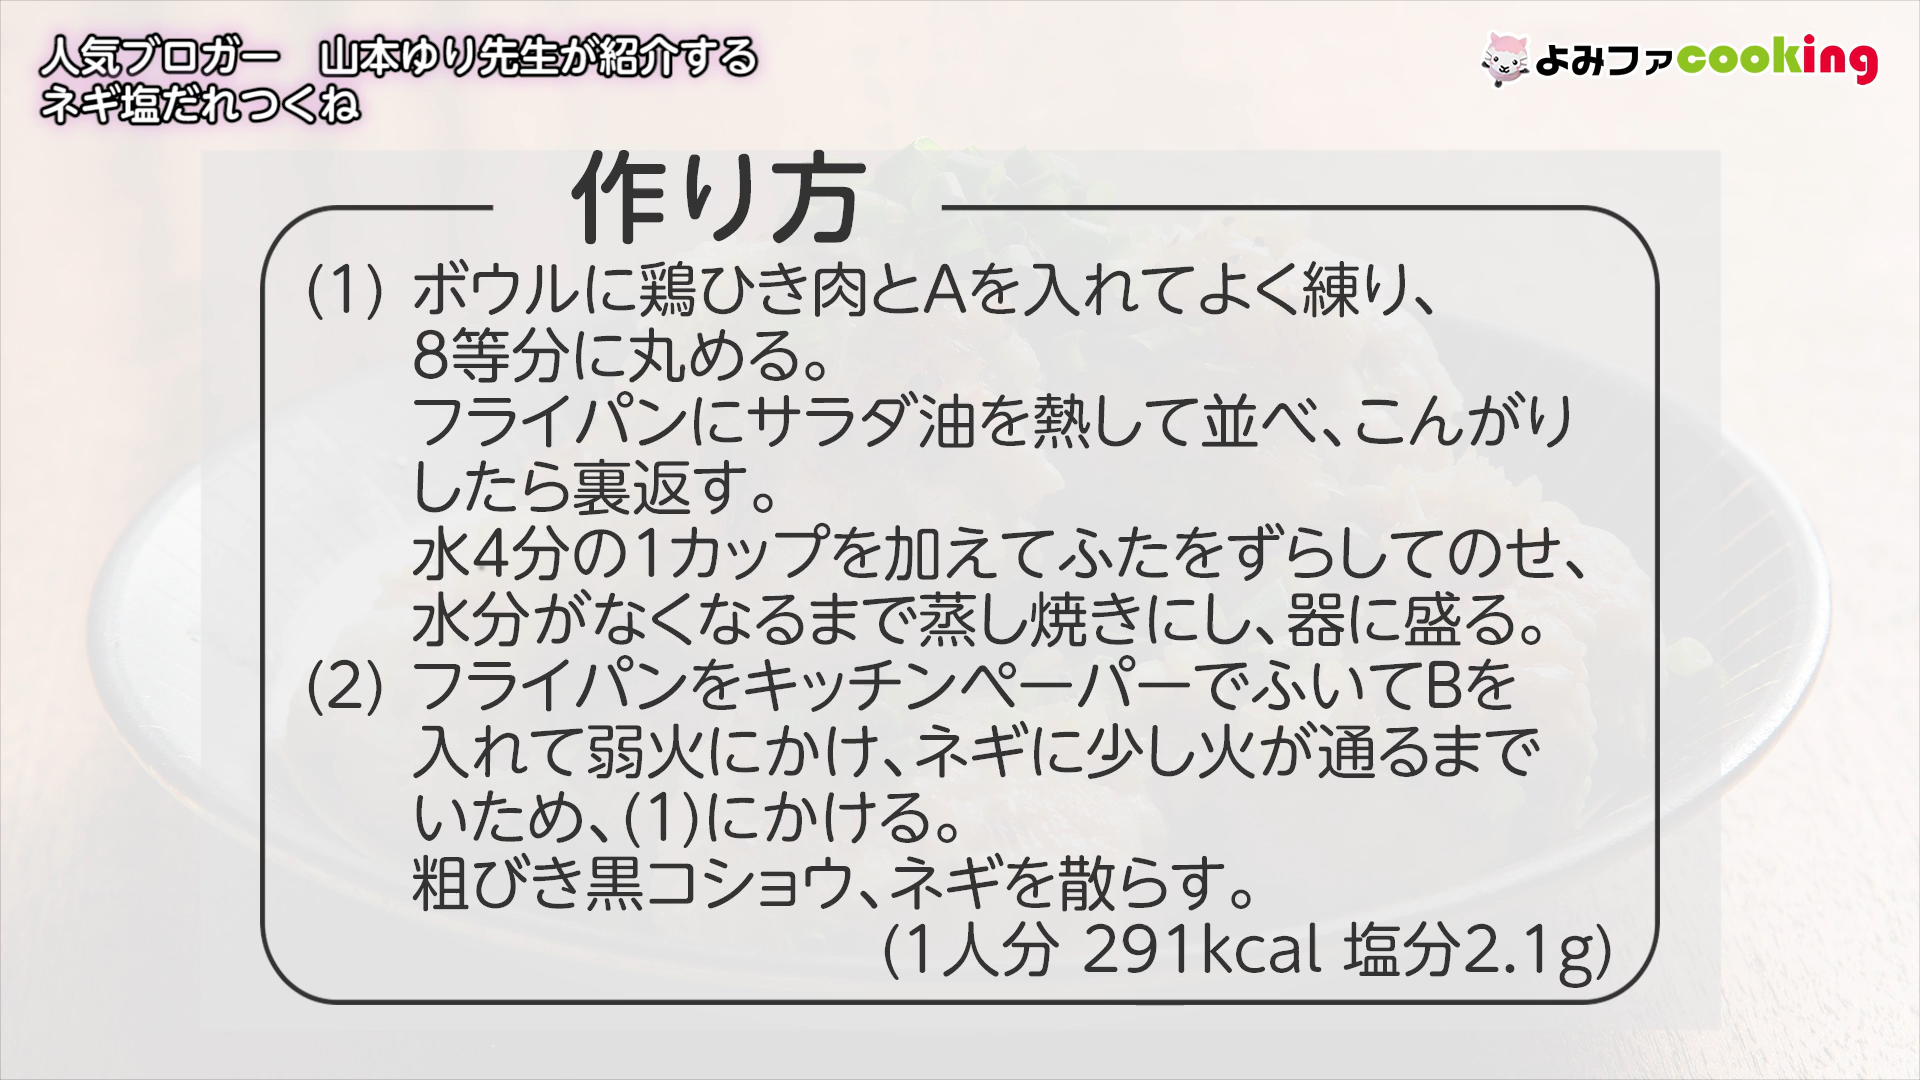 人気ブロガー　山本ゆり先生が紹介する
ネギ塩だれつくね
よみファcooking
作り方
(1) ボウルに鶏ひき肉とAを入れてよく練り、
8等分に丸める。
フライパンにサラダ油を熱して並べ、こんがり
したら裏返す。
水4分の1カップを加えてふたをずらしてのせ、
水分がなくなるまで蒸し焼きにし、器に盛る。
(2) フライパンをキッチンペーパーでふいてBを
入れて弱火にかけ、ネギに少し火が通るまで
いため、(1)にかける。
粗びき黒コショウ、ネギを散らす。
(1人分 291kcal 塩分2.1g)